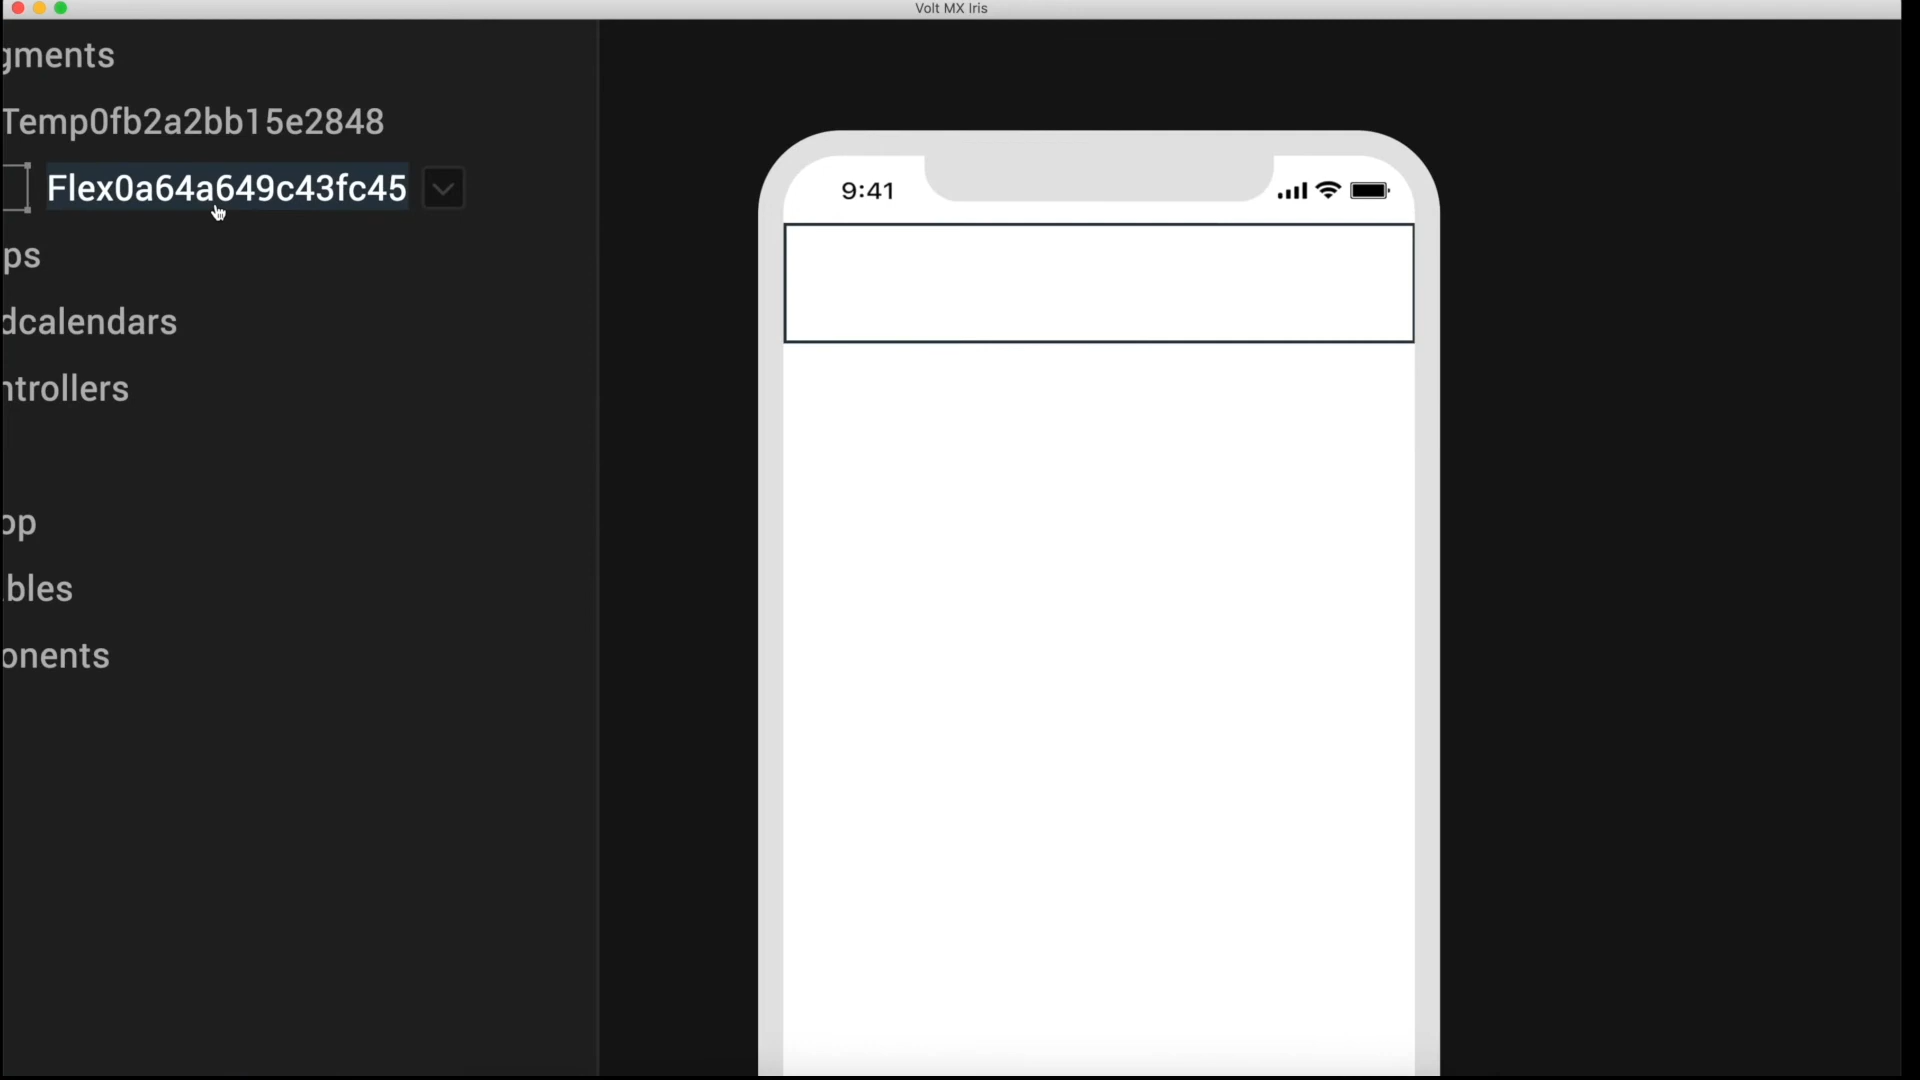 Volt MX Iris
gments
Temp0fb2a2bb15e2848
Flex0a64a649c43fc45
ps
dcalendars
ntrollers
op
bles
onents
9:41